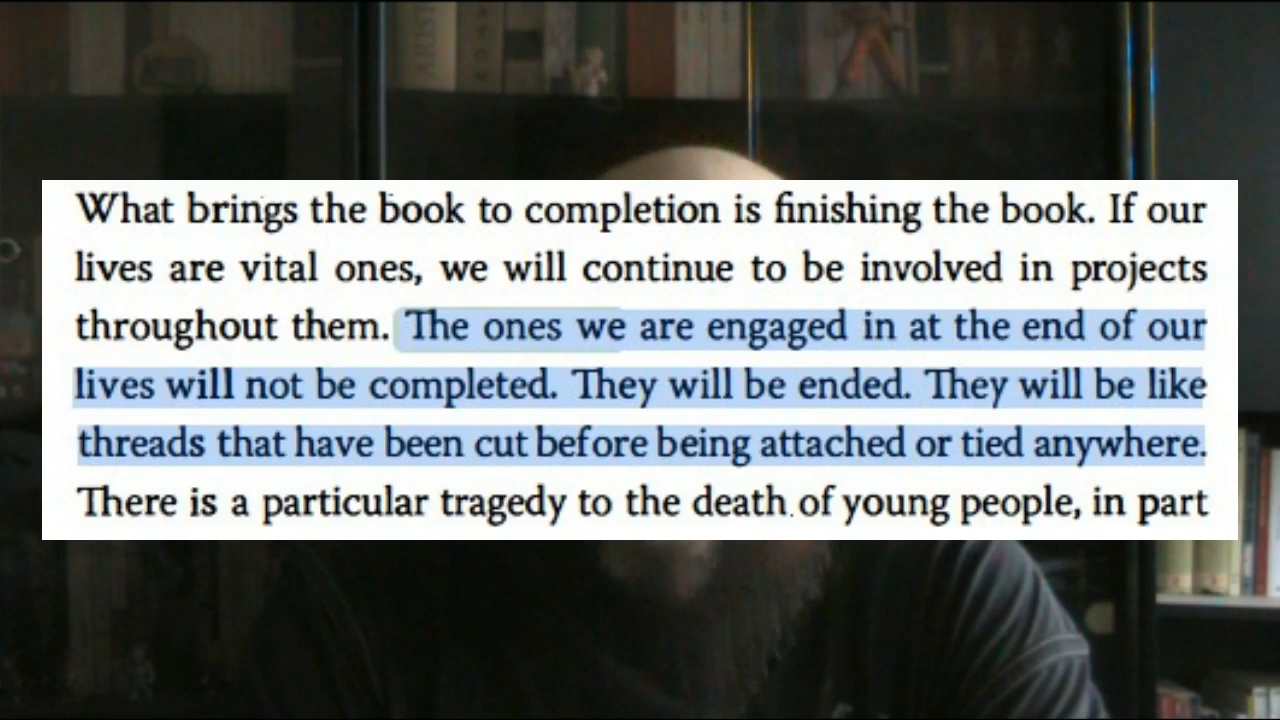 ARIST
What brings the book to completion is finishing the book. If our
lives are vital ones, we will continue to be involved in projects
throughout them. The ones we are engaged in at the end of our
lives will not be completed. They will be ended. They will be like
threads that have been cut before being attached or tied anywhere.
There is a particular tragedy to the death of young people, in part